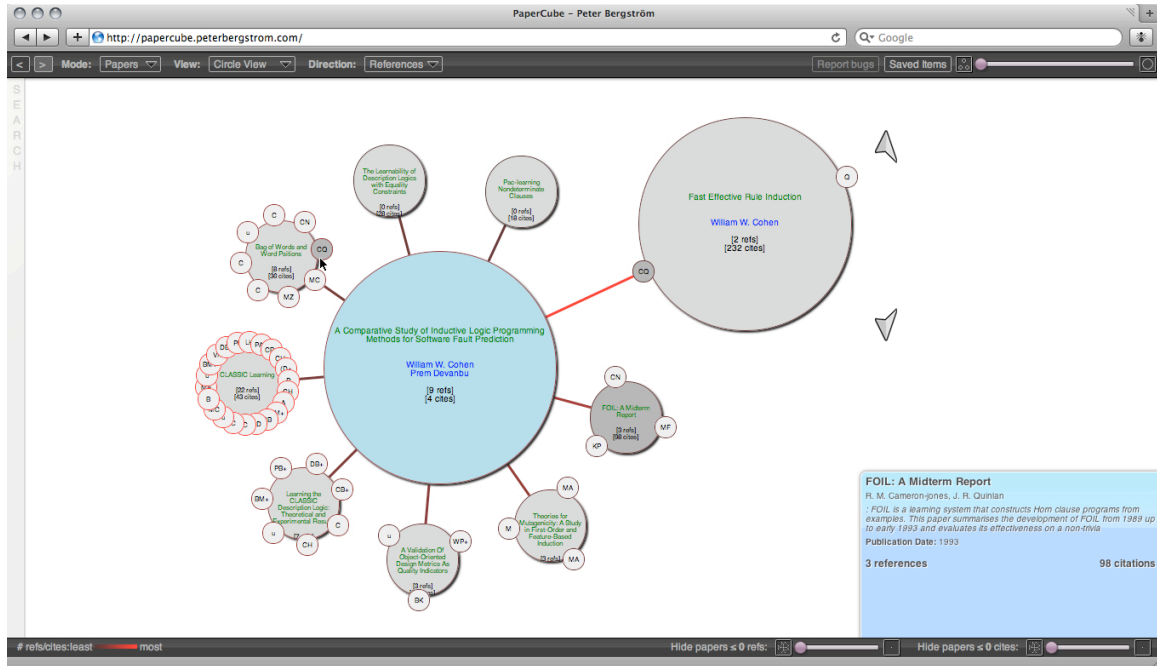 PaperCube – Peter Bergström
http://papercube.peterbergstrom.com/
Google
< > Mode: Papers View: Circle View Direction: References Report bugs Saved Items
S
E
A
R
C
H
The Learnability of
Description Logics
with Equality
Constraints
[0 refs]
Pac-learning
Nondeterminate
Clauses
[0 refs]
[18 cites]
Fast Effective Rule Induction
William W. Cohen
[2 refs]
[232 cites]
Q
CQ
C
CN
u
CQ
C
MC
C
MZ
Bag of Words and
Word Psitions
[8 refs]
A Comparative Study of Inductive Logic Programming
Methods for Software Fault Prediction
William W. Cohen
Prem Devanbu
[9 refs]
[4 cites]
CLASSIC Learning
[22 refs]
[43 cites]
CN
FOIL: A Midterm
Report
[3 refs]
[98 cites]
MF
KP
PB+
DB+
BM+
CB+
Learning the
CLASSIC
Description Logic:
Theoretical and
Experimental
C
u
CH
u
WP+
A Validation Of
Object-Oriented
Design Metrics As
Quality Indicators
[3 refs]
BK
MA
M
Theories for
Mutagenicity: A Study
in First-Order and
Feature-Based
Induction
[3 refs]
MA
FOIL: A Midterm Report
R. M. Cameron-jones, J. R. Quinlan
: FOIL is a learning system that constructs Horn clause programs from
examples. This paper summarises the development of FOIL from 1989 up
to early 1993 and evaluates its effectiveness on a non-trivia
Publication Date: 1993
3 references 98 citations
# refs/cites: least most Hide papers ≤ 0 refs: Hide papers ≤ 0 cites: